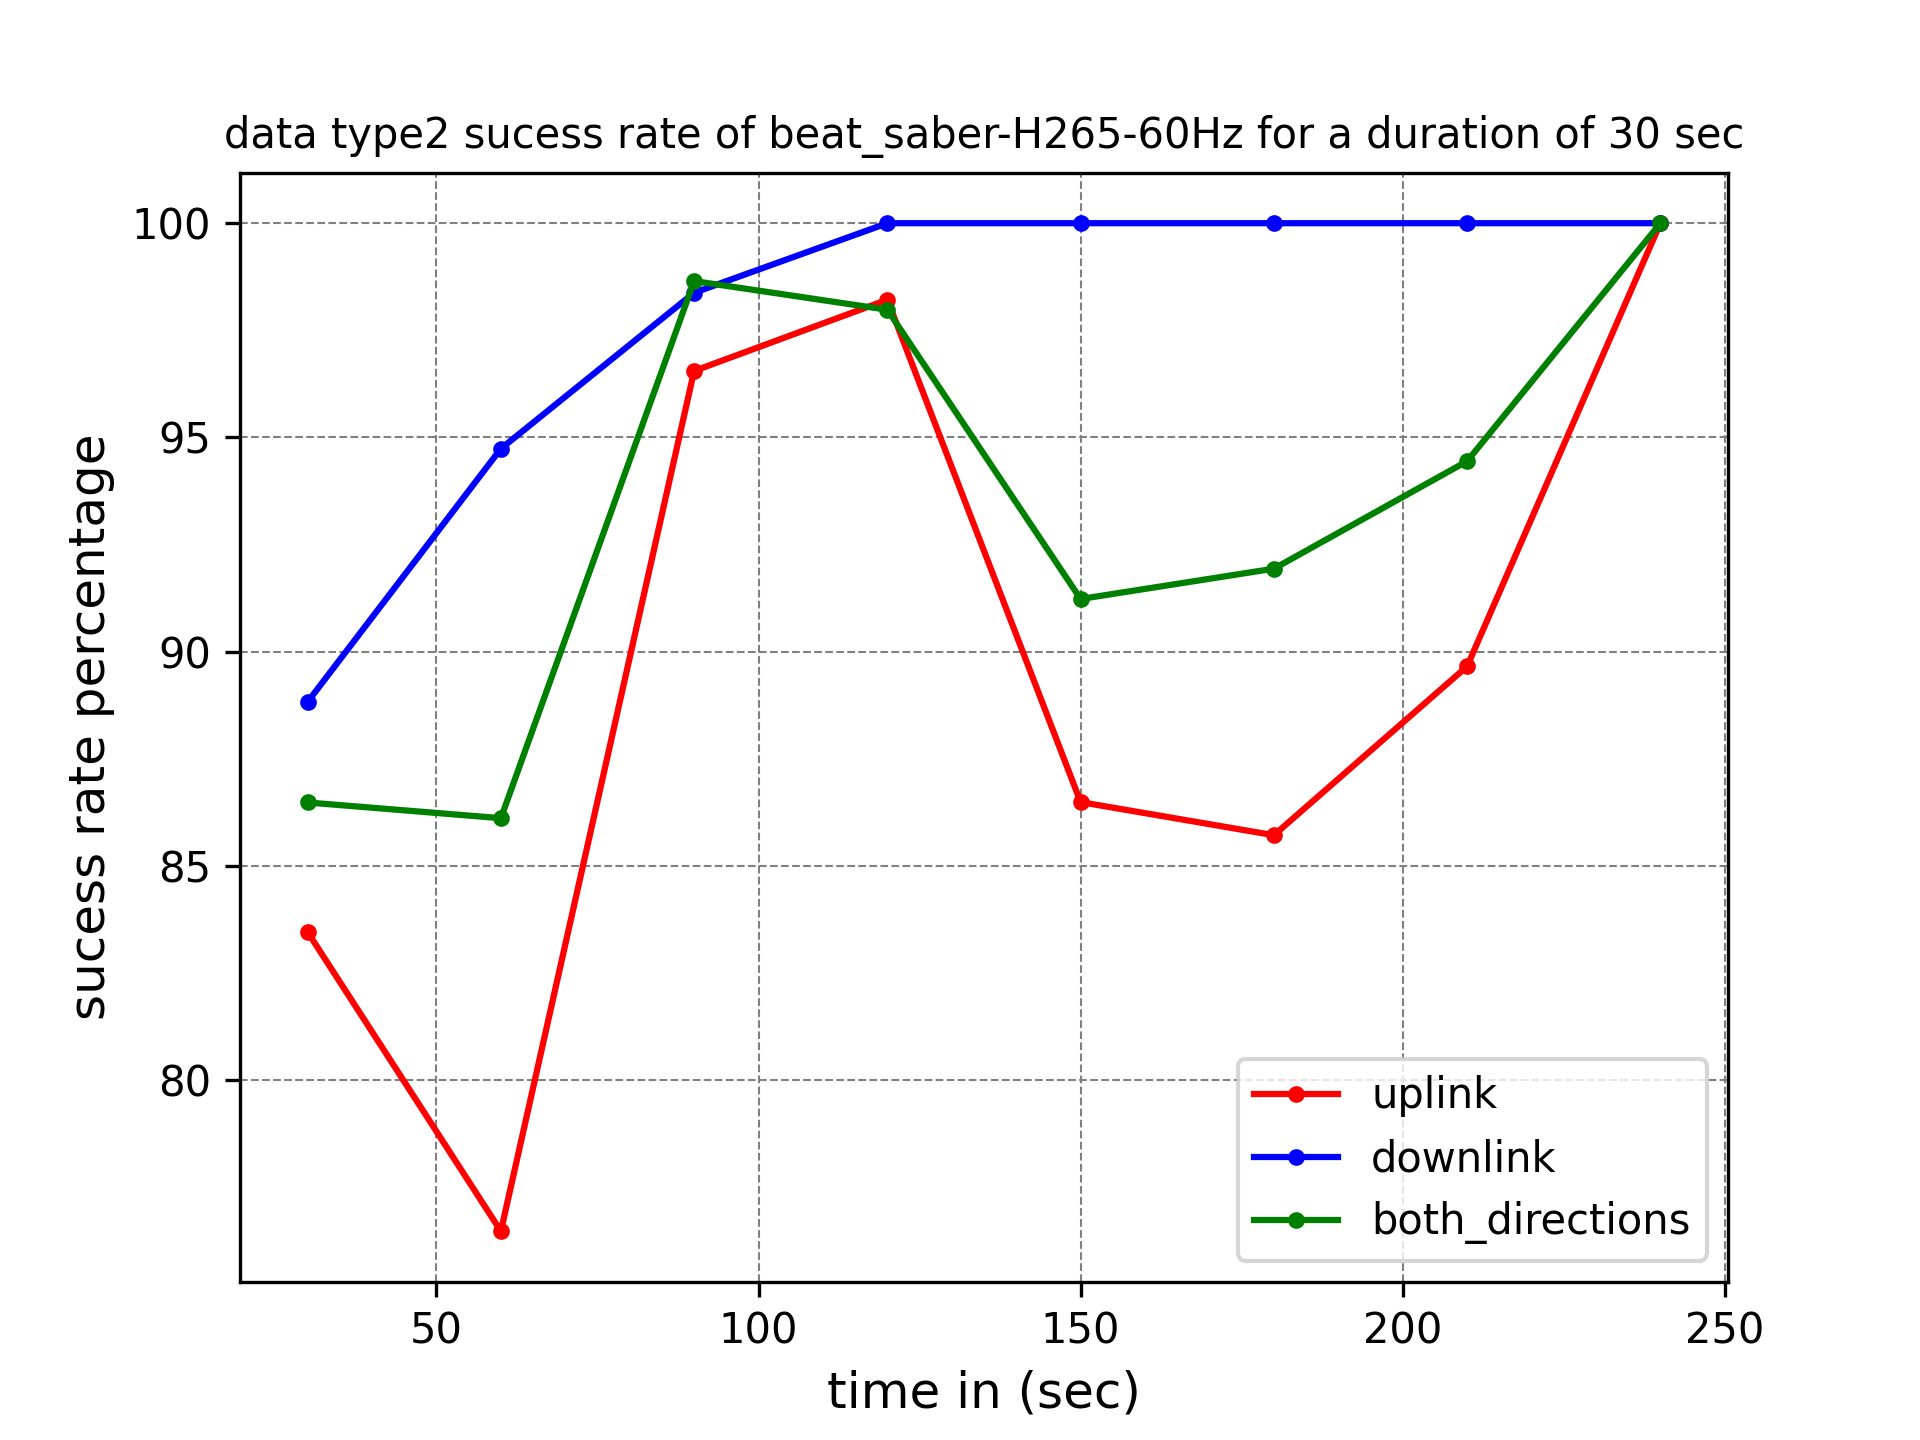 data type2 sucess rate of beat_saber-H265-60Hz for a duration of 30 sec
sucess rate percentage
100
95
90
85
80
50
100
150
200
250
time in (sec)
uplink
downlink
both_directions